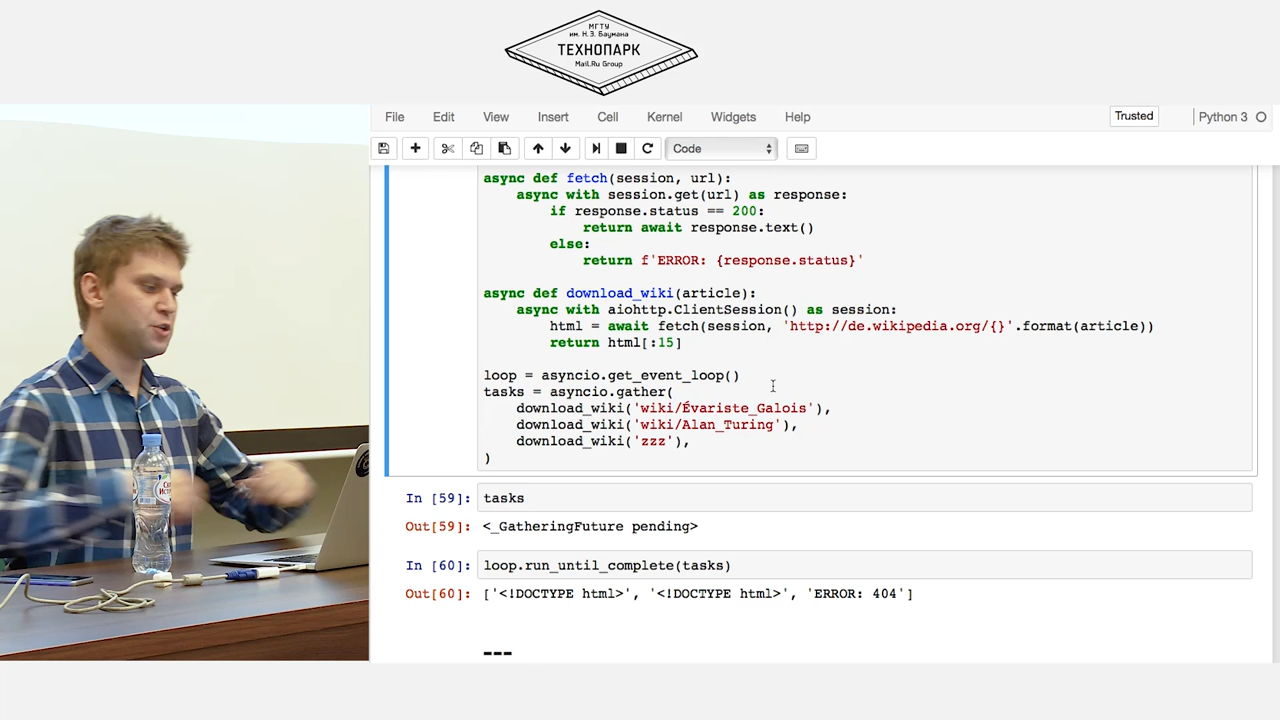 МГТУ
им. Н.Э. Баумана
ТЕХНОПАРК
Mail.Ru Group
File Edit View Insert Cell Kernel Widgets Help Trusted Python 3
Code
async def fetch(session, url):
    async with session.get(url) as response:
        if response.status == 200:
            return await response.text()
        else:
            return f'ERROR: {response.status}'
async def download_wiki(article):
    async with aiohttp.ClientSession() as session:
        html = await fetch(session, 'http://de.wikipedia.org/{}'.format(article))
        return html[:15]
loop = asyncio.get_event_loop()
tasks = asyncio.gather(
    download_wiki('wiki/Évariste_Galois'),
    download_wiki('wiki/Alan_Turing'),
    download_wiki('zzz'),
)
In [59]: tasks
Out[59]: <_GatheringFuture pending>
In [60]: loop.run_until_complete(tasks)
Out[60]: ['<!DOCTYPE html>', '<!DOCTYPE html>', 'ERROR: 404']
---